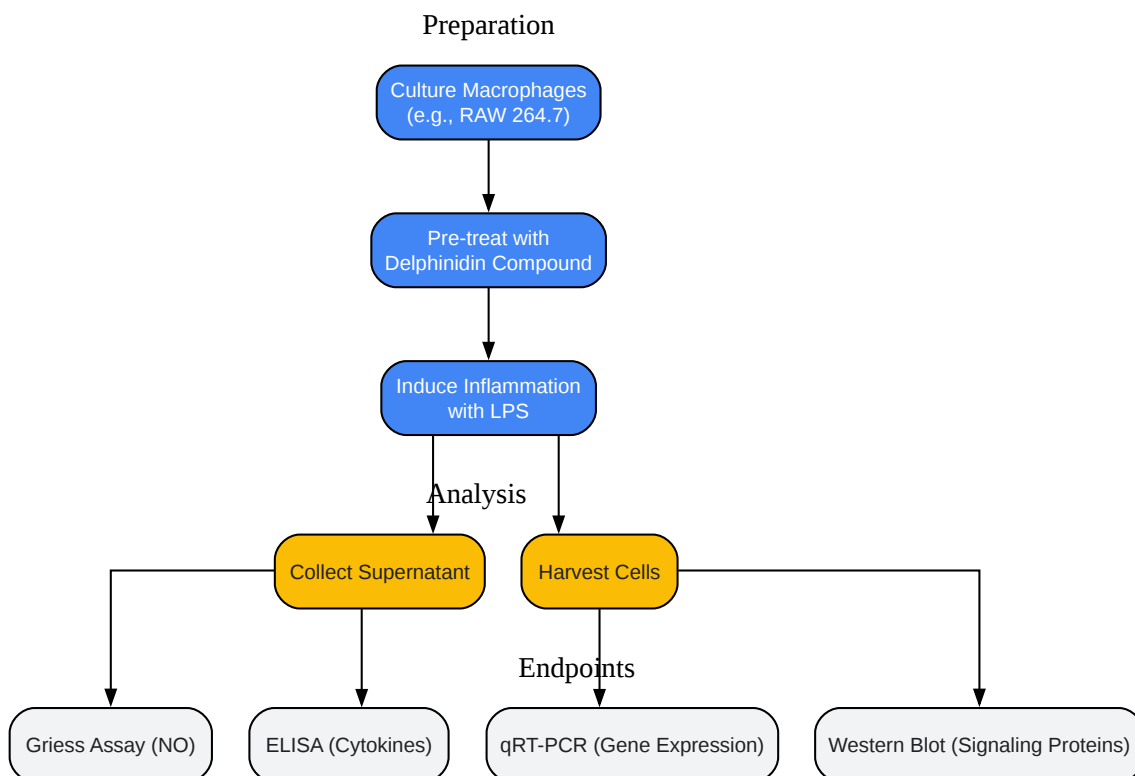 Preparation
Culture Macrophages
(e.g., RAW 264.7)
Pre-treat with
Delphinidin Compound
Induce Inflammation
with LPS
Analysis
Collect Supernatant
Harvest Cells
Endpoints
Griess Assay (NO)
ELISA (Cytokines)
qRT-PCR (Gene Expression)
Western Blot (Signaling Proteins)